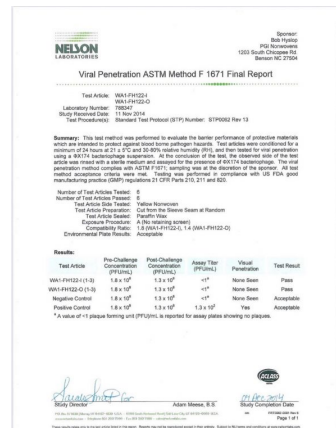 NELSON
LABORATORIES
Sponsor:
Bob Hyslop
PGI Nonwovens
1203 South Chicopee Rd.
Benson NC 27504
Viral Penetration ASTM Method F 1671 Final Report
Test Article: WA1-FH122-I
WA1-FH122-O
Laboratory Number: 788347
Study Received Date: 11 Nov 2014
Test Procedure(s): Standard Test Protocol (STP) Number: STP0062 Rev 13
Summary: This test method was performed to evaluate the barrier performance of protective materials
which are intended to protect against blood borne pathogen hazards. Test articles were conditioned for a
minimum of 24 hours at 21 ± 5°C and 30-80% relative humidity (RH), and then tested for viral penetration
using a ΦX174 bacteriophage suspension. At the conclusion of the test, the observed side of the test
article was rinsed with a sterile medium and assayed for the presence of ΦX174 bacteriophage. The viral
penetration method complies with ASTM F1671; sampling was at the discretion of the sponsor. All test
method acceptance criteria were met. Testing was performed in compliance with US FDA good
manufacturing practice (GMP) regulations 21 CFR Parts 210, 211 and 820.
Number of Test Articles Tested: 6
Number of Test Articles Passed: 6
Test Article Side Tested: Yellow
Test Article Preparation: Cut from the Sleeve Seam at Random
Test Article Sealed: Paraffin Wax
Exposure Procedure: A (No retaining screen)
Compatibility Ratio: 1.8 (WA1-FH122-I), 1.4 (WA1-FH122-O)
Environmental Plate Results: Acceptable
Results:
Test Article Pre-Challenge Concentration (PFU/mL) Post-Challenge Concentration (PFU/mL) Assay Titer (PFU/mL) Visual Penetration Test Result
WA1-FH122-I (1-3) 1.8 x 10⁸ 1.3 x 10⁸ <1ª None Seen Pass
WA1-FH122-O (1-3) 1.8 x 10⁸ 1.3 x 10⁸ <1ª None Seen Pass
Negative Control 1.8 x 10⁸ 1.3 x 10⁸ <1ª None Seen Acceptable
Positive Control 1.8 x 10⁸ 1.3 x 10⁸ Yes Acceptable
ª A value of <1 plaque forming unit (PFU)/mL is reported for assay plates showing no plaques.
for
Study Director
Adam Meese, B.S.
Dec 2014
Study Completion Date
Page 1 of 1